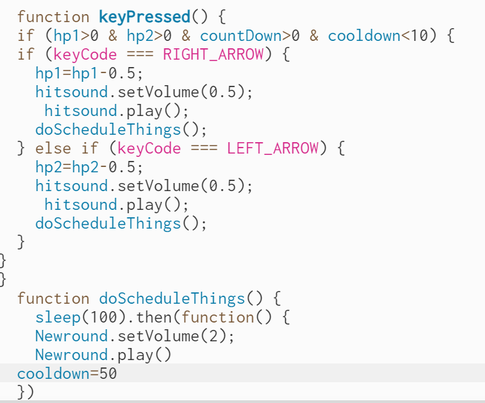 function keyPressed() {
if (hp1>0 & hp2>0 & countDown>0 & cooldown<10) {
if (keyCode === RIGHT_ARROW) {
hp1=hp1-0.5;
hitsound.setVolume(0.5);
hitsound.play();
doScheduleThings();
} else if (keyCode === LEFT_ARROW) {
hp2=hp2-0.5;
hitsound.setVolume(0.5);
hitsound.play();
doScheduleThings();
}
}
}
function doScheduleThings() {
sleep(100).then(function() {
Newround.setVolume(2);
Newround.play()
cooldown=50
})